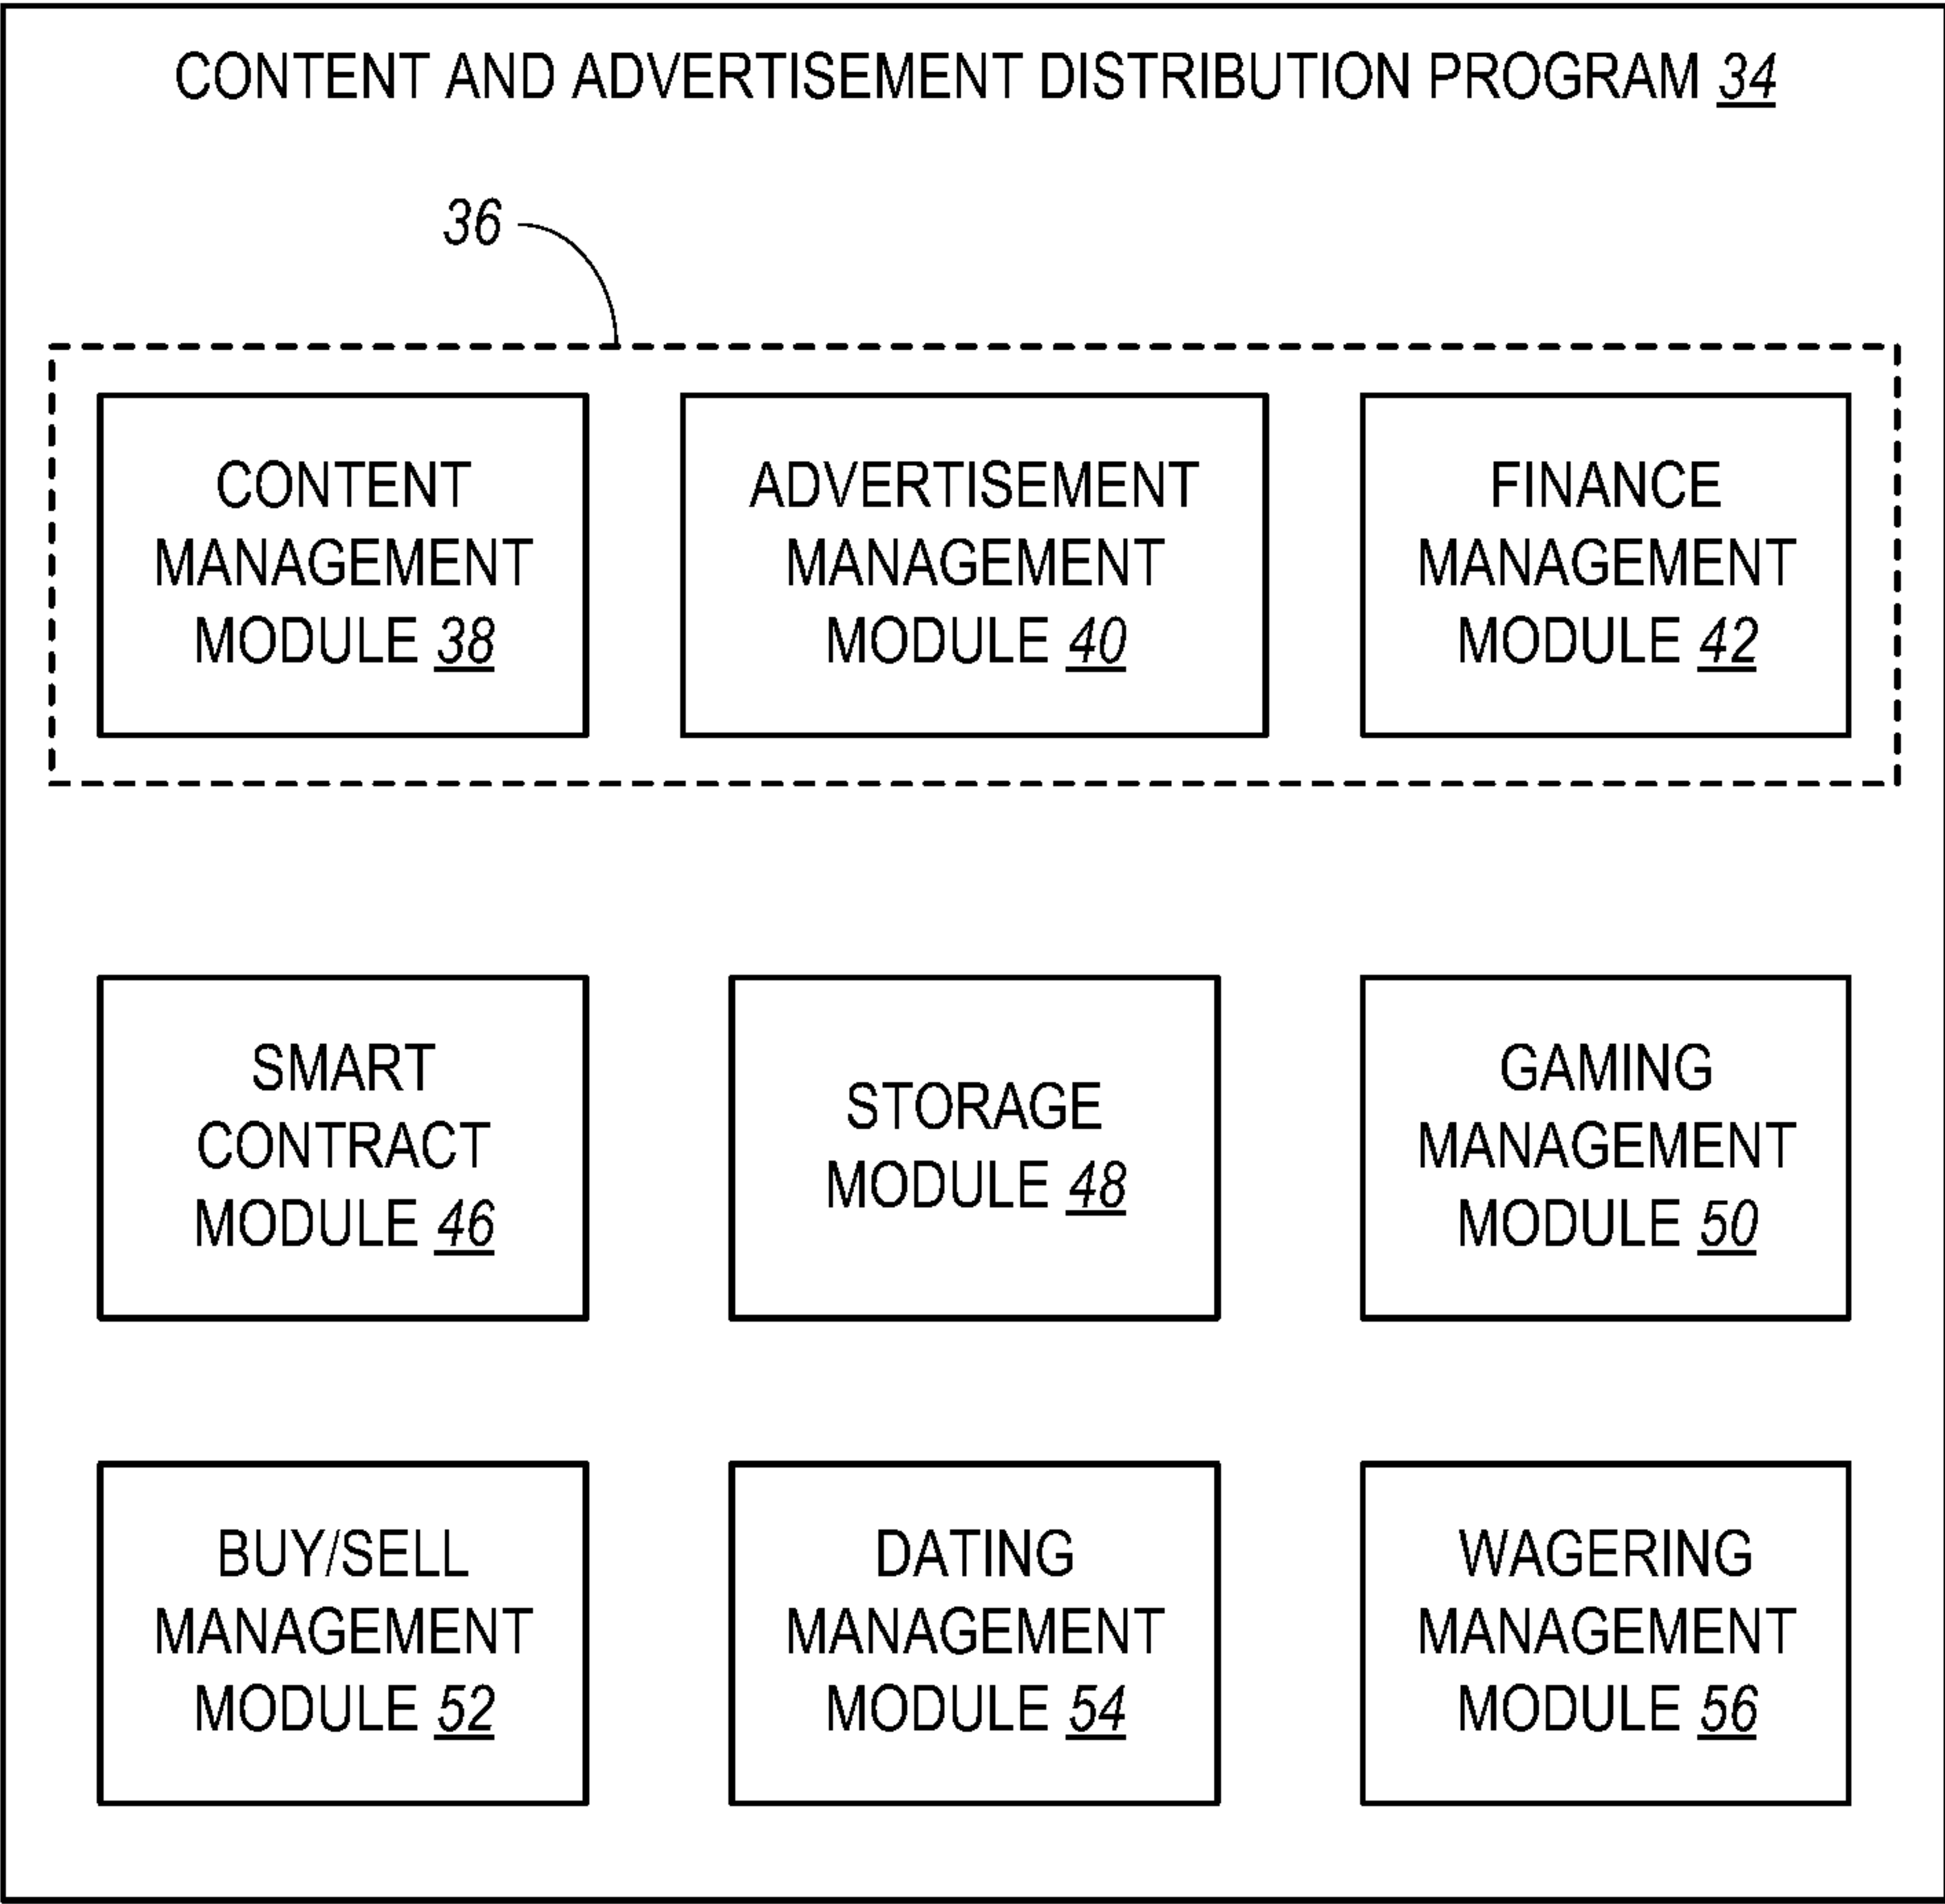 CONTENT AND ADVERTISEMENT DISTRIBUTION PROGRAM 34
36
CONTENT
MANAGEMENT
MODULE 38
ADVERTISEMENT
MANAGEMENT
MODULE 40
FINANCE
MANAGEMENT
MODULE 42
SMART
CONTRACT
MODULE 46
STORAGE
MODULE 48
GAMING
MANAGEMENT
MODULE 50
BUY/SELL
MANAGEMENT
MODULE 52
DATING
MANAGEMENT
MODULE 54
WAGERING
MANAGEMENT
MODULE 56